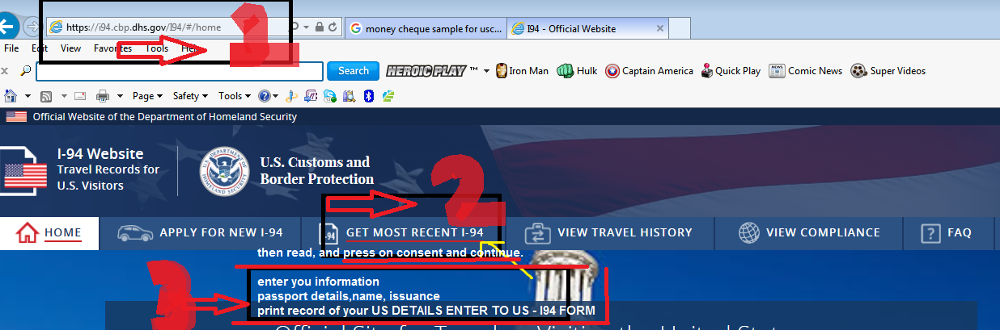 https://i94.cbp.dhs.gov/I94/#/home
money cheque sample for usc...
I94 - Official Website
File Edit View Favorites Tools Help
Search HEROIC PLAY™ Iron Man Hulk Captain America Quick Play Comic News Super Videos
Page Safety Tools
Official Website of the Department of Homeland Security
1
I-94 Website
Travel Records for
U.S. Visitors
U.S. Customs and
Border Protection
2
HOME APPLY FOR NEW I-94 GET MOST RECENT I-94 VIEW TRAVEL HISTORY VIEW COMPLIANCE FAQ
then read, and press on consent and continue.
3
enter you information
passport details,name, issuance
print record of your US DETAILS ENTER TO US - I94 FORM
Official Site for Travelers Visiting the United States